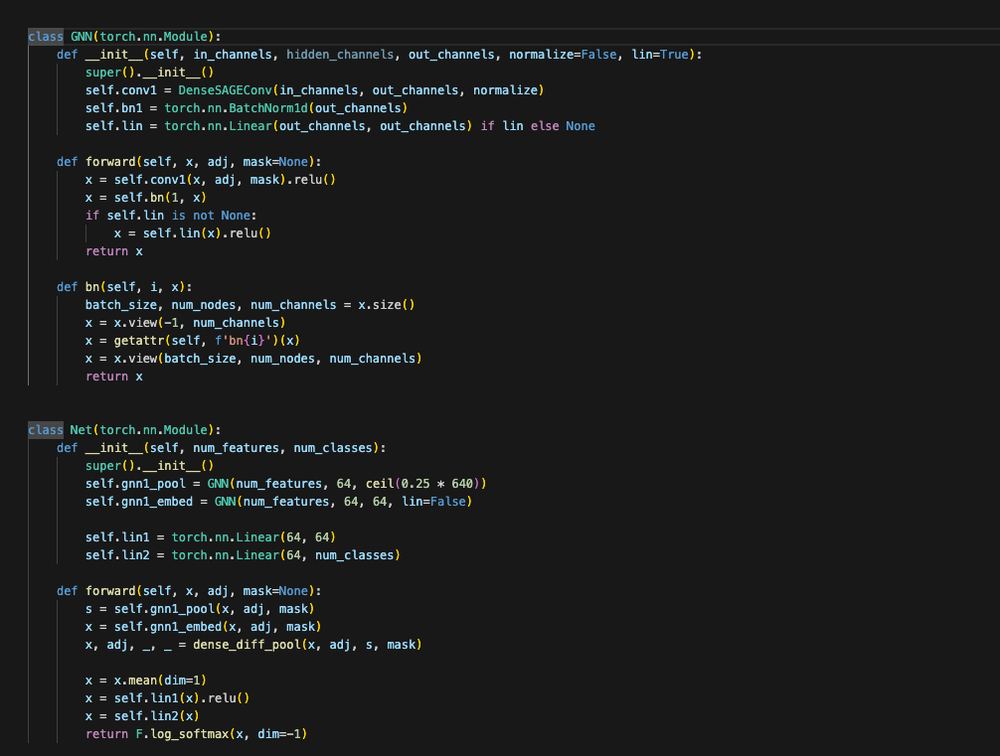 class GNN(torch.nn.Module):
    def __init__(self, in_channels, hidden_channels, out_channels, normalize=False, lin=True):
        super().__init__()
        self.conv1 = DenseSAGEConv(in_channels, out_channels, normalize)
        self.bn1 = torch.nn.BatchNorm1d(out_channels)
        self.lin = torch.nn.Linear(out_channels, out_channels) if lin else None

    def forward(self, x, adj, mask=None):
        x = self.conv1(x, adj, mask).relu()
        x = self.bn(1, x)
        if self.lin is not None:
            x = self.lin(x).relu()
        return x

    def bn(self, i, x):
        batch_size, num_nodes, num_channels = x.size()
        x = x.view(-1, num_channels)
        x = getattr(self, f'bn{i}')(x)
        x = x.view(batch_size, num_nodes, num_channels)
        return x

class Net(torch.nn.Module):
    def __init__(self, num_features, num_classes):
        super().__init__()
        self.gnn1_pool = GNN(num_features, 64, ceil(0.25 * 640))
        self.gnn1_embed = GNN(num_features, 64, 64, lin=False)

        self.lin1 = torch.nn.Linear(64, 64)
        self.lin2 = torch.nn.Linear(64, num_classes)

    def forward(self, x, adj, mask=None):
        s = self.gnn1_pool(x, adj, mask)
        x = self.gnn1_embed(x, adj, mask)
        x, adj, _, _ = dense_diff_pool(x, adj, s, mask)

        x = x.mean(dim=1)
        x = self.lin1(x).relu()
        x = self.lin2(x)
        return F.log_softmax(x, dim=-1)